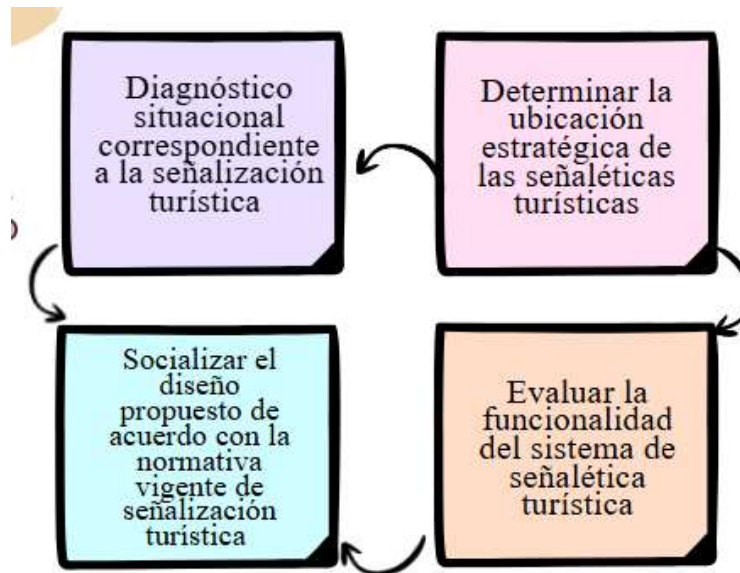 Diagnóstico
situacional
correspondiente
a la señalización
turística
Determinar la
ubicación
estratégica de
las señaléticas
turísticas
Socializar el
diseño
propuesto de
acuerdo con la
normativa
vigente de
señalización
turística
Evaluar la
funcionalidad
del sistema de
señalética
turística